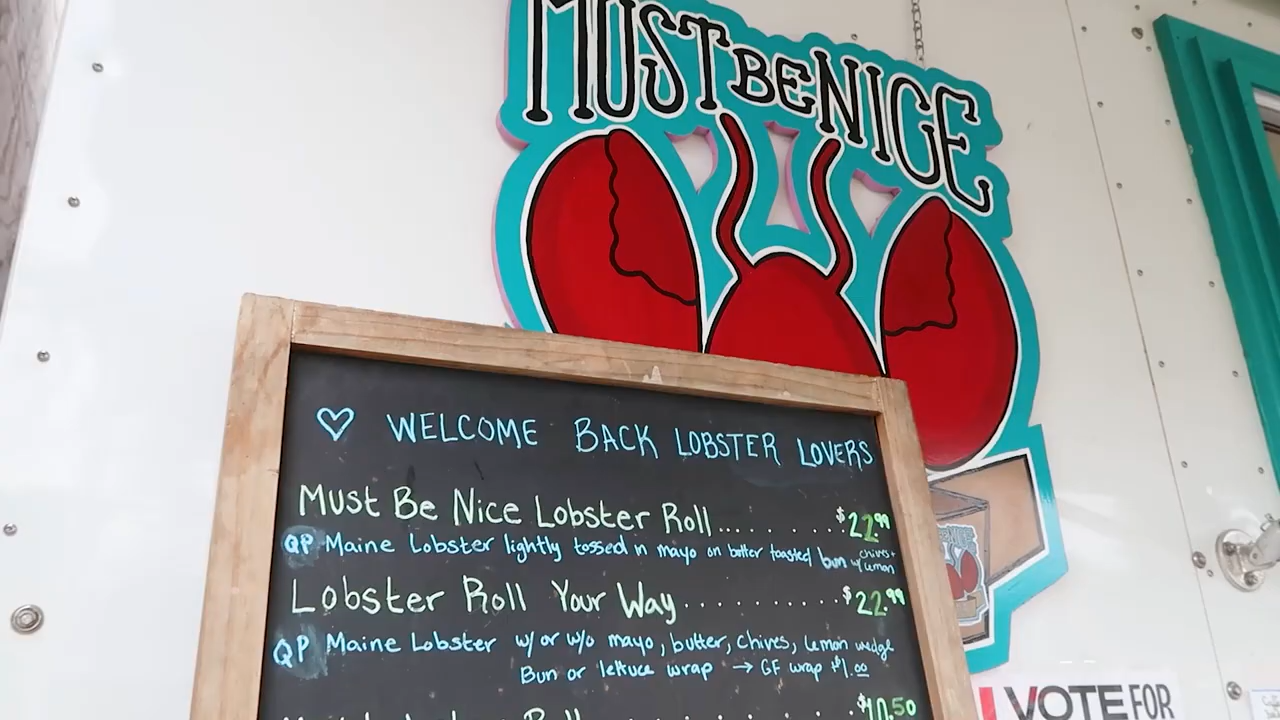 MUST BE NICE
WELCOME BACK LOBSTER LOVERS
Must Be Nice Lobster Roll.......... $22.99
QP Maine Lobster lightly tossed in mayo on butter toasted bun w/ chives + lemon
Lobster Roll Your Way.......... $22.99
QP Maine Lobster w/ or w/o mayo, butter, chives, lemon wedge
Bun or lettuce wrap → GF wrap $1.00
Roll.......... $10.50
VOTE FOR